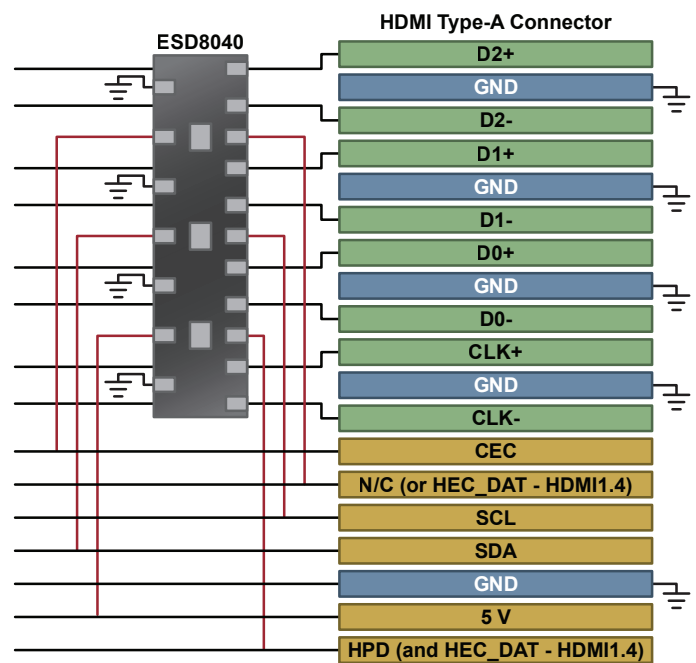 HDMI Type-A Connector
ESD8040
D2+
GND
D2-
D1+
GND
D1-
D0+
GND
D0-
CLK+
GND
CLK-
CEC
N/C (or HEC_DAT - HDMI1.4)
SCL
SDA
GND
5 V
HPD (and HEC_DAT - HDMI1.4)